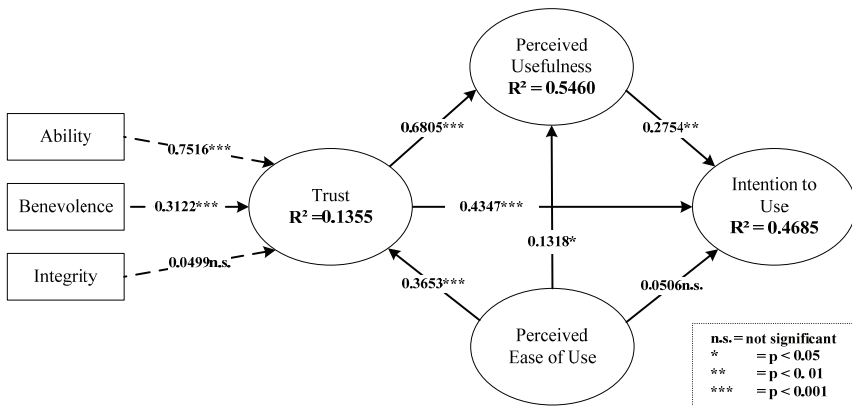 Perceived
Usefulness
R² = 0.5460
0.6805***
0.2754**
Ability
0.7516***
Benevolence
0.3122***
Trust
R² =0.1355
0.4347***
Intention to
Use
R² = 0.4685
Integrity
0.0499n.s.
0.1318*
0.3653***
0.0506n.s.
Perceived
Ease of Use
n.s. = not significant
* = p < 0.05
** = p < 0. 01
*** = p < 0.001